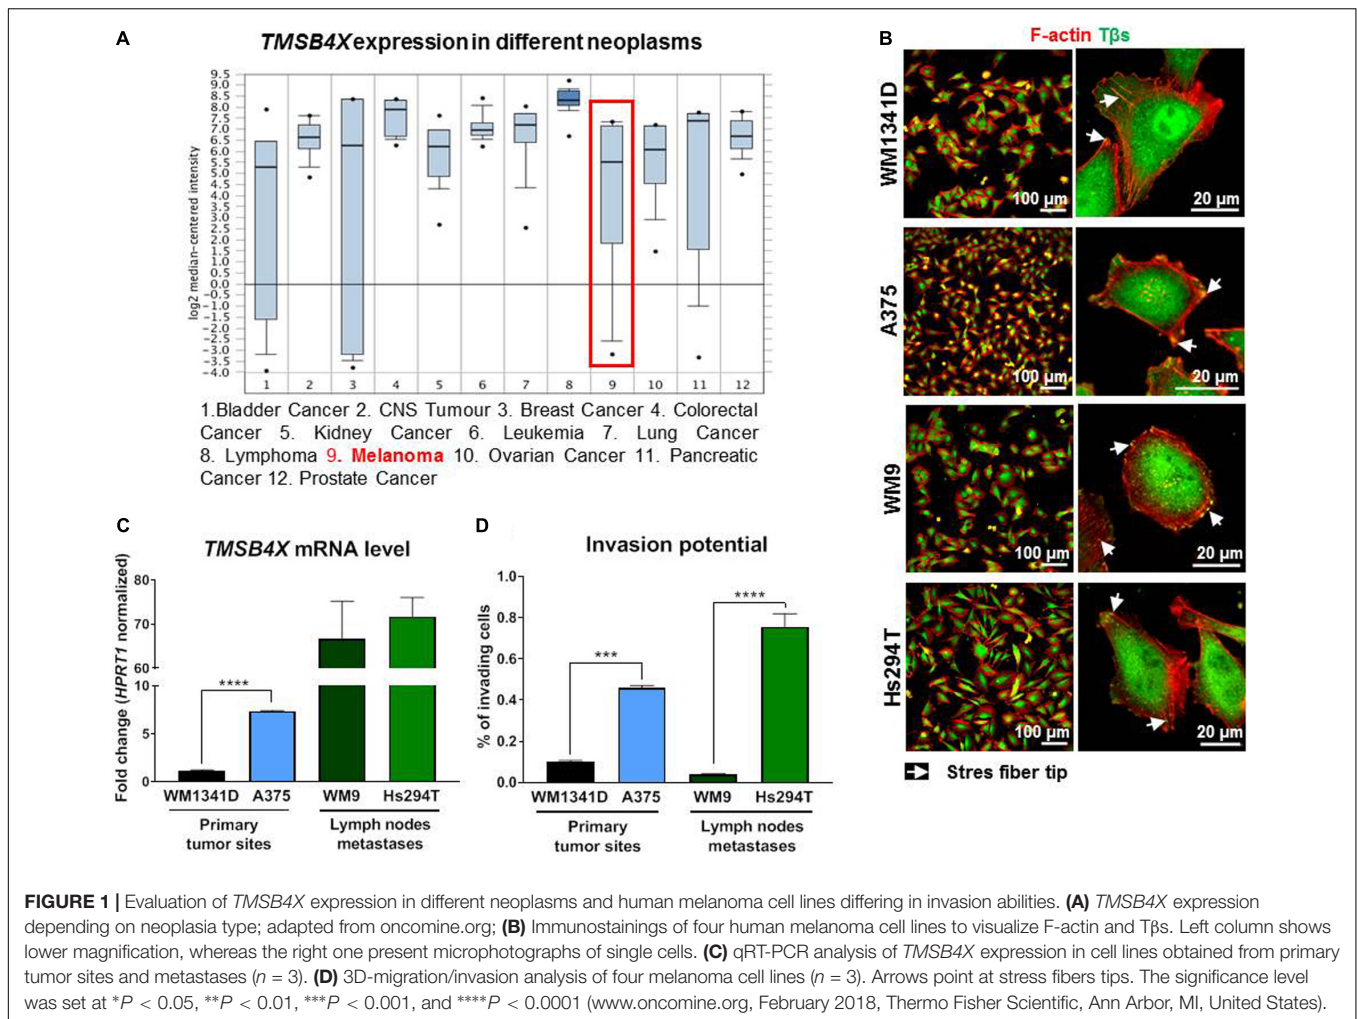 A
TMSB4X expression in different neoplasms
log2 median-centered intensity
9.5
9.0
8.5
8.0
7.5
7.0
6.5
6.0
5.5
5.0
4.5
4.0
3.5
3.0
2.5
2.0
1.5
1.0
0.5
0.0
-0.5
-1.0
-1.5
-2.0
-2.5
-3.0
-3.5
-4.0
1 2 3 4 5 6 7 8 9 10 11 12
1.Bladder Cancer 2. CNS Tumour 3. Breast Cancer 4. Colorectal
Cancer 5. Kidney Cancer 6. Leukemia 7. Lung Cancer
8. Lymphoma 9. Melanoma 10. Ovarian Cancer 11. Pancreatic
Cancer 12. Prostate Cancer
B
F-actin Tβs
WM1341D
100 µm
20 µm
A375
100 µm
20 µm
WM9
100 µm
20 µm
Hs294T
100 µm
20 µm
Stres fiber tip
C
TMSB4X mRNA level
Fold change (HPRT1 normalized)
80
70
60
10
5
0
****
WM1341D A375 WM9 Hs294T
Primary
tumor sites
Lymph nodes
metastases
D
Invasion potential
% of invading cells
1.0
0.8
0.6
0.4
0.2
0.0
***
****
WM1341D A375 WM9 Hs294T
Primary
tumor sites
Lymph nodes
metastases
FIGURE 1 | Evaluation of TMSB4X expression in different neoplasms and human melanoma cell lines differing in invasion abilities. (A) TMSB4X expression
depending on neoplasia type; adapted from oncomine.org; (B) Immunostainings of four human melanoma cell lines to visualize F-actin and Tβs. Left column shows
lower magnification, whereas the right one present microphotographs of single cells. (C) qRT-PCR analysis of TMSB4X expression in cell lines obtained from primary
tumor sites and metastases (n = 3). (D) 3D-migration/invasion analysis of four melanoma cell lines (n = 3). Arrows point at stress fibers tips. The significance level
was set at *P < 0.05, **P < 0.01, ***P < 0.001, and ****P < 0.0001 (www.oncomine.org, February 2018, Thermo Fisher Scientific, Ann Arbor, MI, United States).